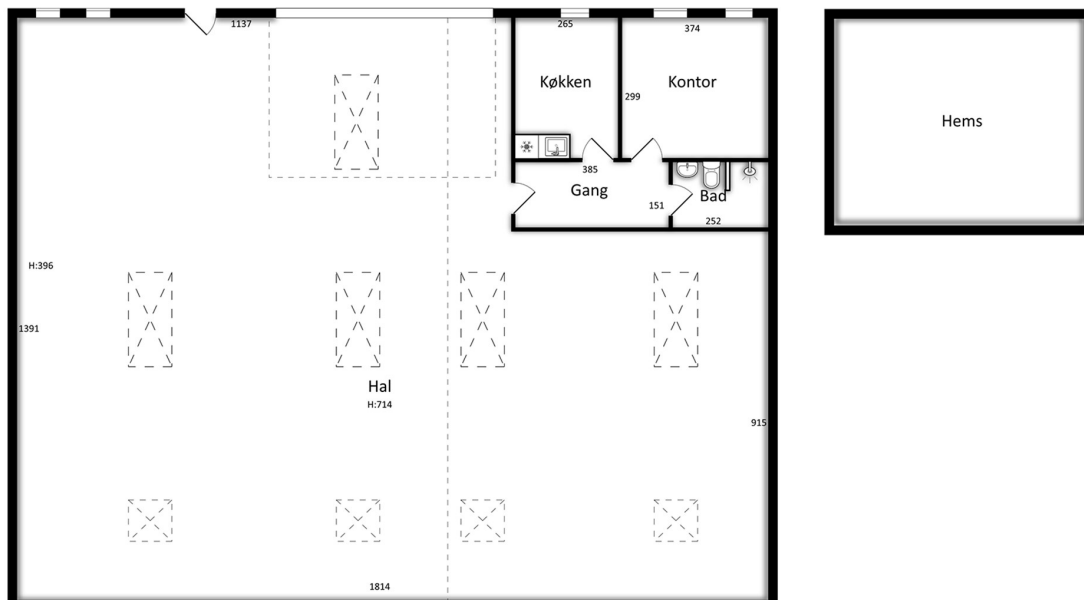 1137
265
374
Køkken
Kontor
299
Hems
385
Gang
151
Bad
252
H:396
1391
Hal
H:714
915
1814